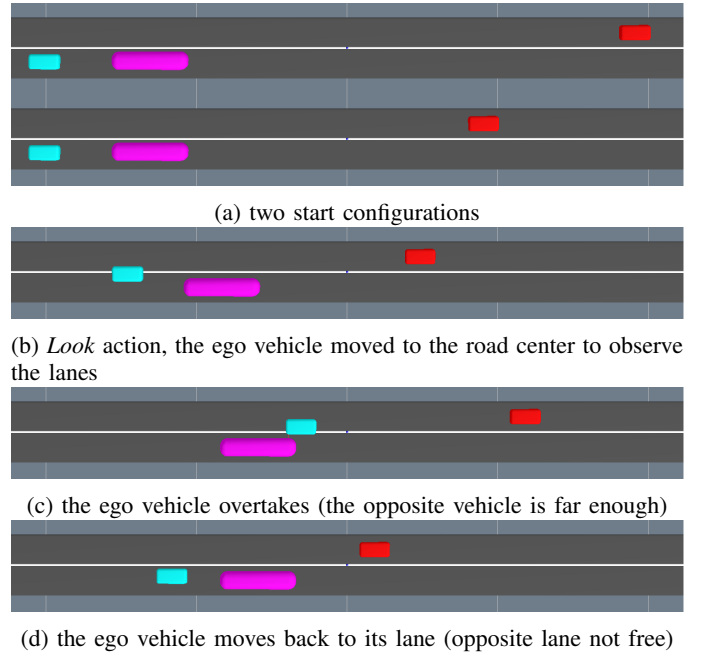 (a) two start configurations
(b) Look action, the ego vehicle moved to the road center to observe
the lanes
(c) the ego vehicle overtakes (the opposite vehicle is far enough)
(d) the ego vehicle moves back to its lane (opposite lane not free)